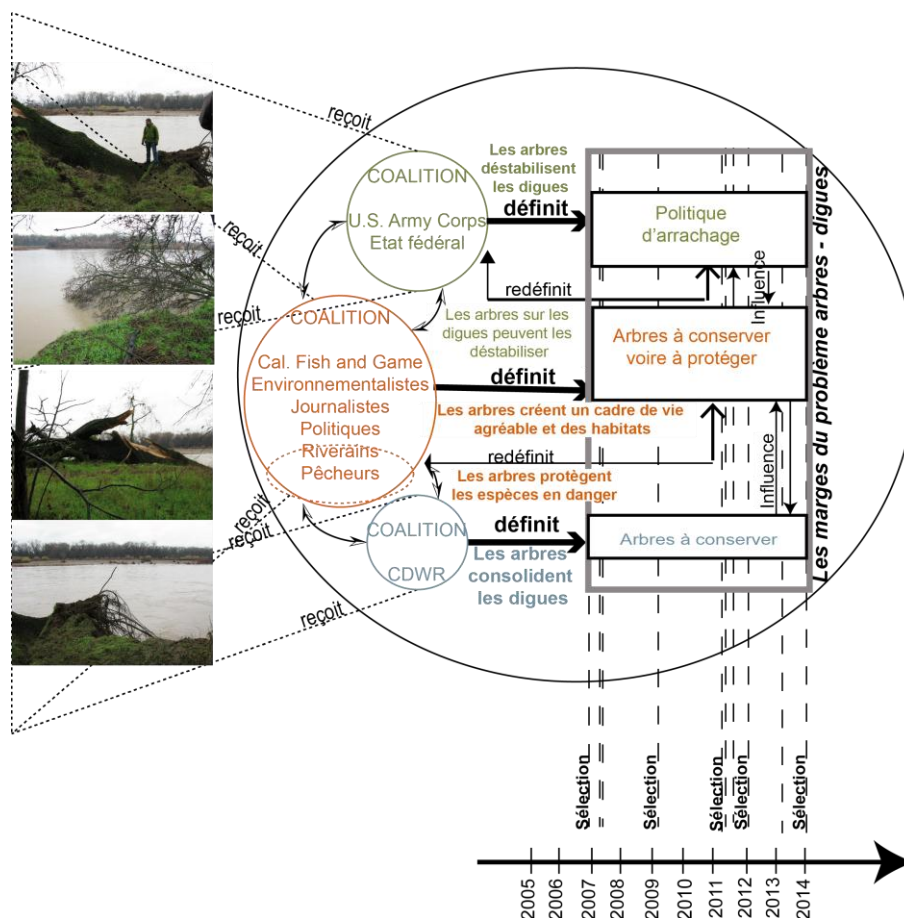 reçoit
Les arbres
déstabilisent
les digues
COALITION
U.S. Army Corps
Etat fédéral
définit
Politique
d'arrachage
reçoit
reçoit
redéfinit
Influence
Les arbres sur les
digues peuvent les
déstabiliser
COALITION
Cal. Fish and Game
Environnementalistes
Journalistes
Politiques
Riverains
Pêcheurs
définit
Arbres à conserver
voire à protéger
Les arbres créent un cadre de vie
agréable et des habitats
redéfinit
Les arbres protègent
les espèces en danger
Influence
reçoit
reçoit
COALITION
CDWR
définit
Les arbres
consolident
les digues
Arbres à conserver
reçoit
Les marges du problème arbres - digues
Sélection
Sélection
Sélection
Sélection
Sélection
2005
2006
2007
2008
2009
2010
2011
2012
2013
2014